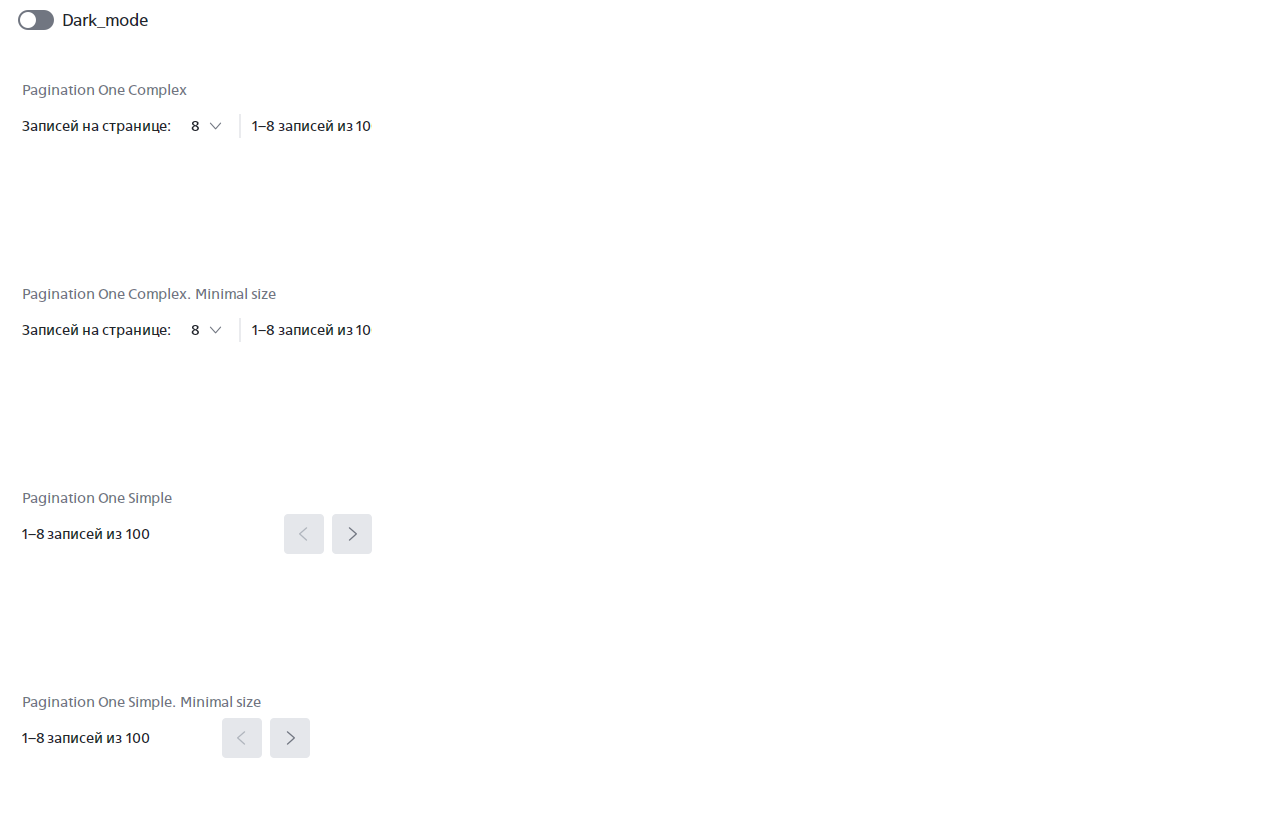 Dark_mode
Pagination One Complex
Записей на странице: 8 1–8 записей из 10
Pagination One Complex. Minimal size
Записей на странице: 8 1–8 записей из 10
Pagination One Simple
1–8 записей из 100
Pagination One Simple. Minimal size
1–8 записей из 100